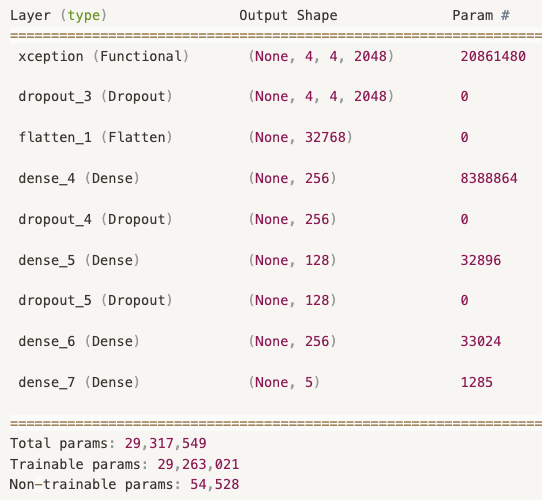 Layer (type) Output Shape Param #
=================================================================
xception (Functional) (None, 4, 4, 2048) 20861480
dropout_3 (Dropout) (None, 4, 4, 2048) 0
flatten_1 (Flatten) (None, 32768) 0
dense_4 (Dense) (None, 256) 8388864
dropout_4 (Dropout) (None, 256) 0
dense_5 (Dense) (None, 128) 32896
dropout_5 (Dropout) (None, 128) 0
dense_6 (Dense) (None, 256) 33024
dense_7 (Dense) (None, 5) 1285
=================================================================
Total params: 29,317,549
Trainable params: 29,263,021
Non-trainable params: 54,528